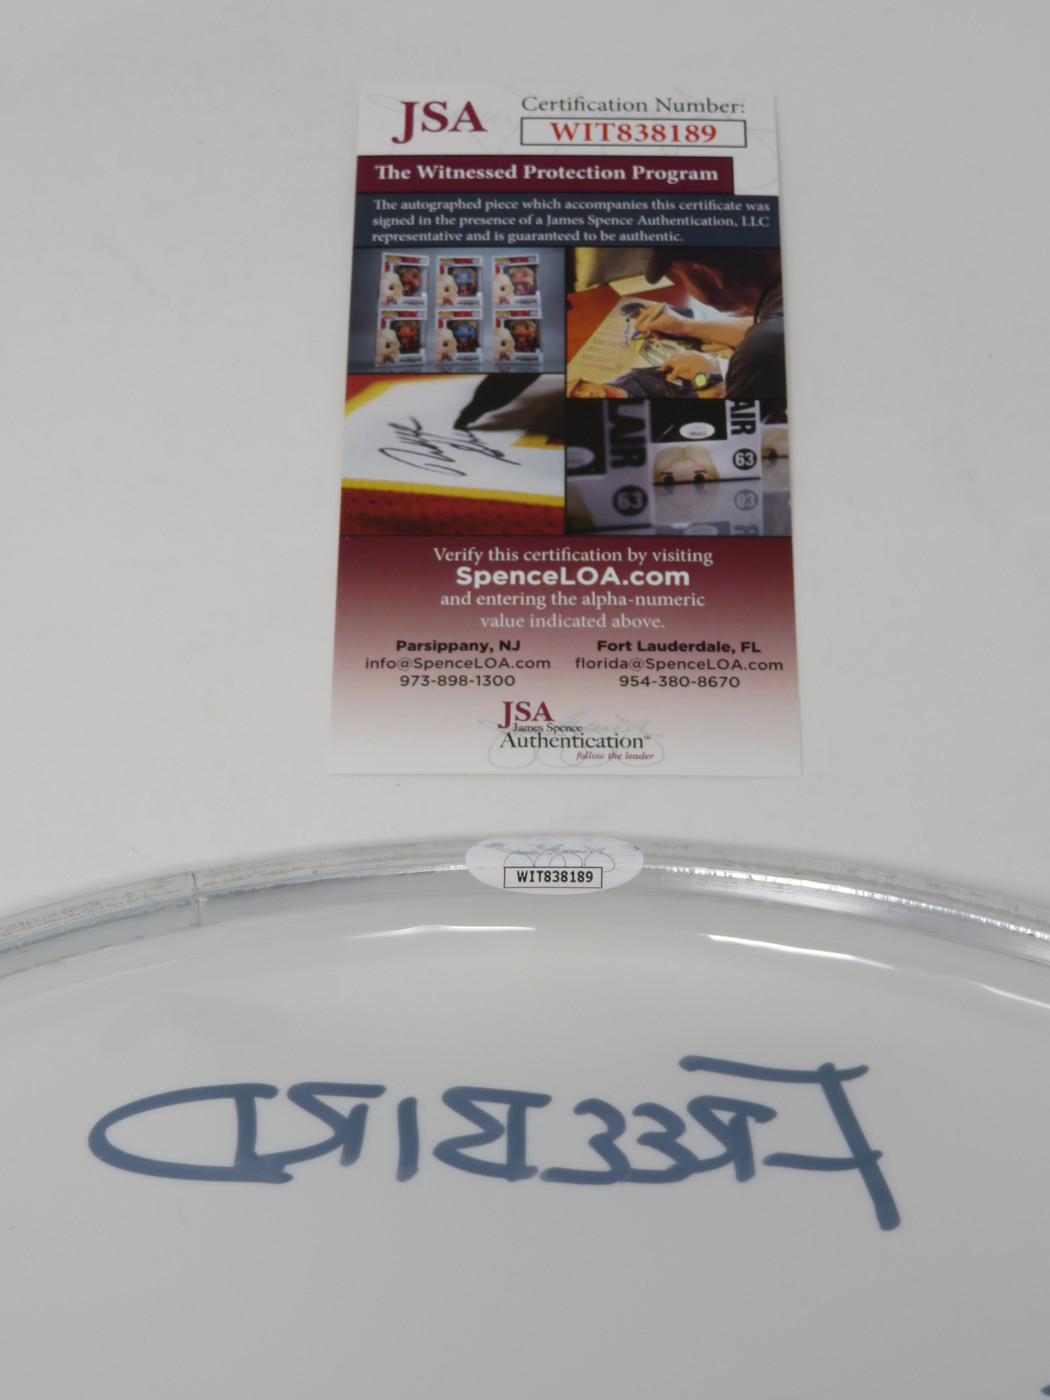 JSA
Certification Number:
WIT838189
The Witnessed Protection Program
The autographed piece which accompanies this certificate was
signed in the presence of a James Spence Authentication, LLC
representative and is guaranteed to be authentic.
AIR
63
LAIR
63
Verify this certification by visiting
SpenceLOA.com
and entering the alpha-numeric
value indicated above.
Parsippany, NJ
info@SpenceLOA.com
973-898-1300
Fort Lauderdale, FL
florida@SpenceLOA.com
954-380-8670
JSA
James Spence
Authentication™
follow the leader
WIT838189
FREEBIRD